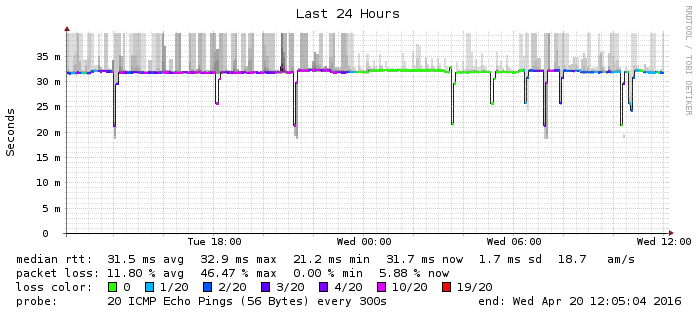 Last 24 Hours
RRDTOOL / TOBI OETIKER
Seconds
35 m
30 m
25 m
20 m
15 m
10 m
5 m
0
Tue 18:00 Wed 00:00 Wed 06:00 Wed 12:00
median rtt: 31.5 ms avg 32.9 ms max 21.2 ms min 31.7 ms now 1.7 ms sd 18.7 am/s
packet loss: 11.80 % avg 46.47 % max 0.00 % min 5.88 % now
loss color: 0 1/20 2/20 3/20 4/20 10/20 19/20
probe: 20 ICMP Echo Pings (56 Bytes) every 300s end: Wed Apr 20 12:05:04 2016